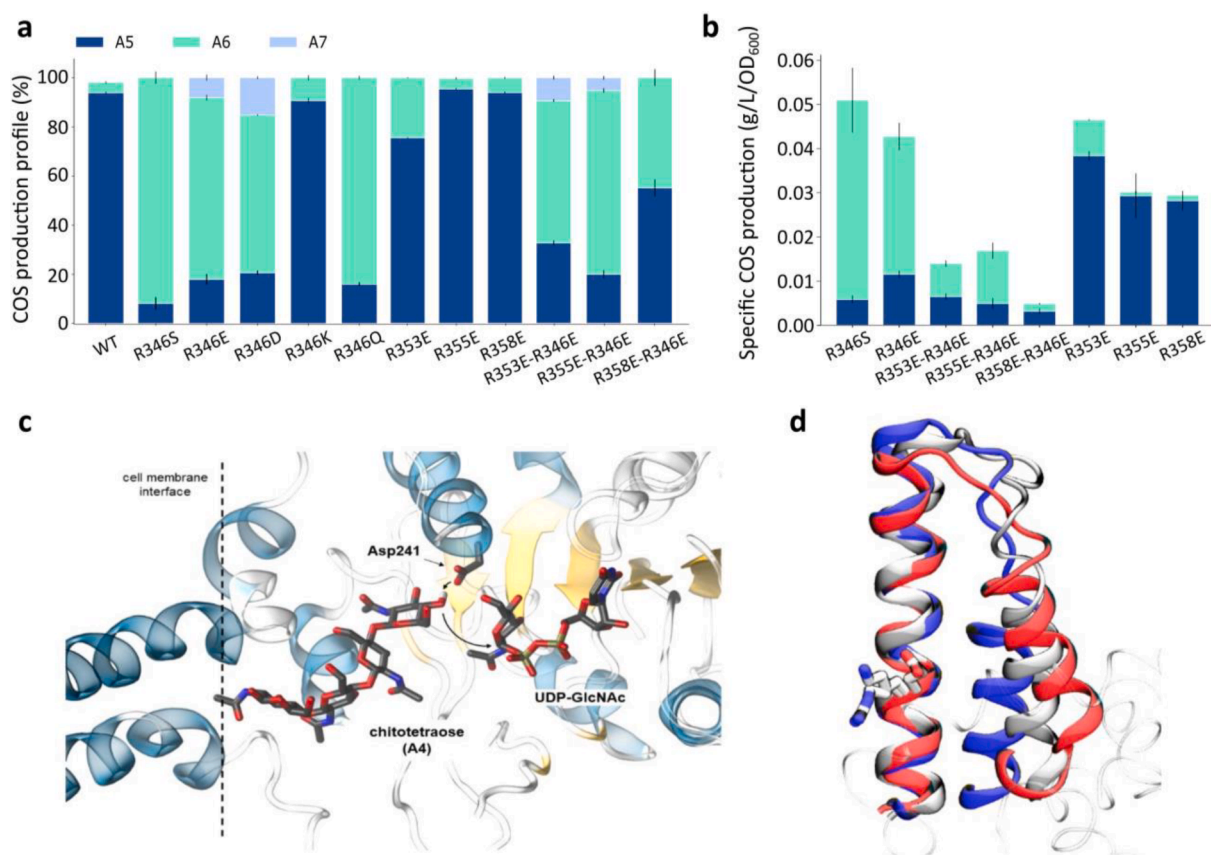 a
A5 A6 A7
COS production profile (%)
100
80
60
40
20
0
WT R346S R346E R346D R346K R346Q R353E R355E R358E R353E-R346E R355E-R346E R358E-R346E
b
Specific COS production (g/L/OD600)
0.06
0.05
0.04
0.03
0.02
0.01
0.00
R346S R346E R353E-R346E R355E-R346E R358E-R346E R353E R355E R358E
c
cell membrane
interface
Asp241
UDP-GlcNAc
chitotetraose
(A4)
d